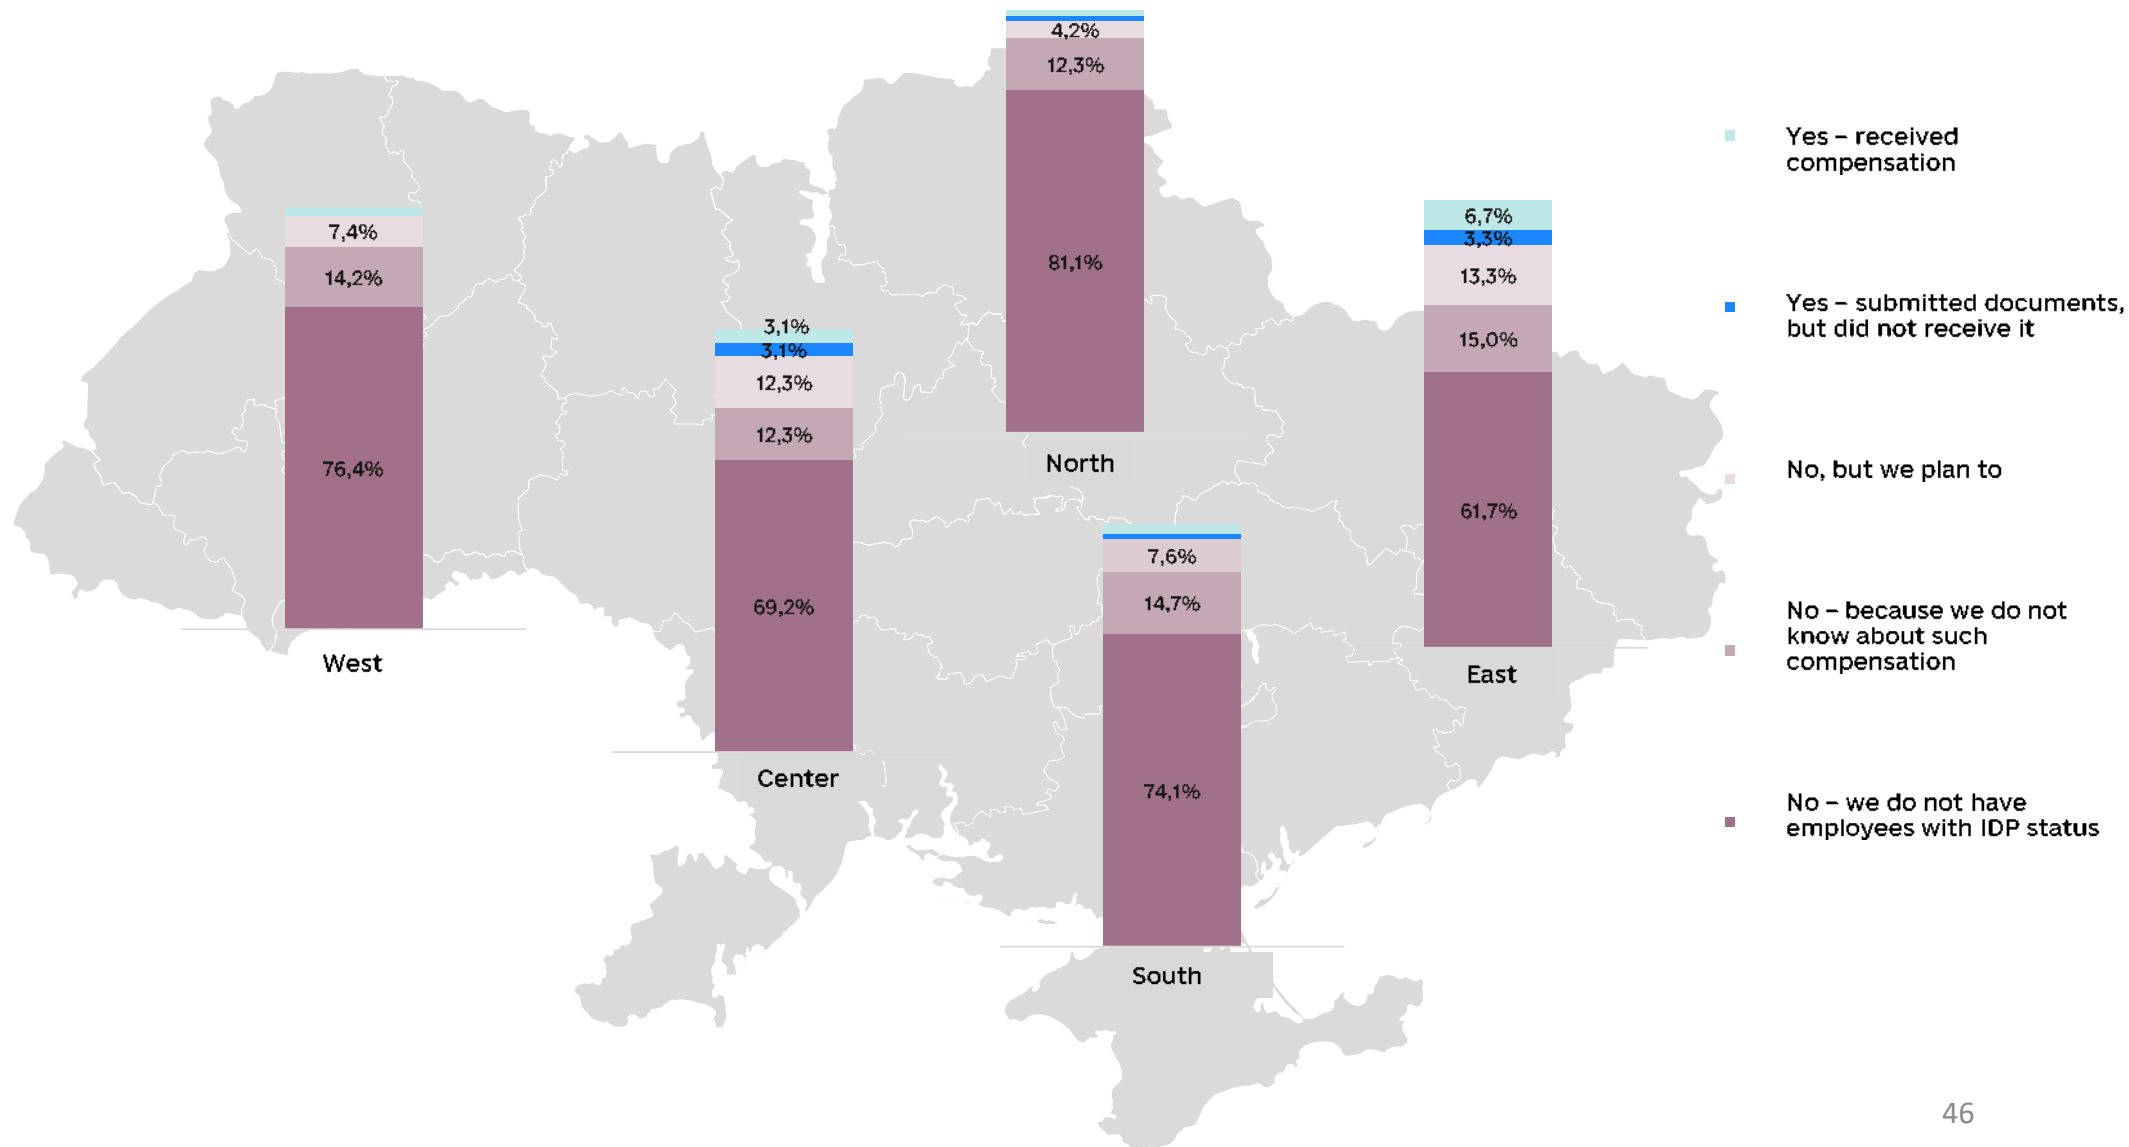 4,2%
12,3%
81,1%
North
7,4%
14,2%
76,4%
West
3,1%
3,1%
12,3%
12,3%
69,2%
Center
7,6%
14,7%
74,1%
South
6,7%
3,3%
13,3%
15,0%
61,7%
East
Yes – received
compensation
Yes – submitted documents,
but did not receive it
No, but we plan to
No – because we do not
know about such
compensation
No – we do not have
employees with IDP status
46